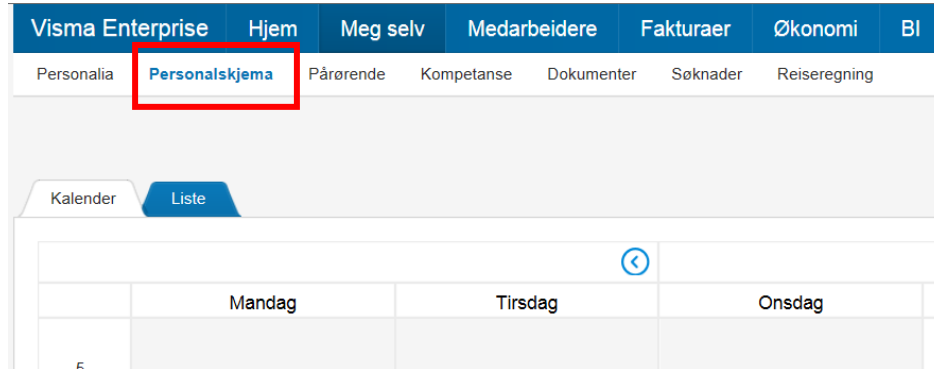 Visma Enterprise Hjem Meg selv Medarbeidere Fakturaer Økonomi BI
Personalia Personalskjema Pårørende Kompetanse Dokumenter Søknader Reiseregning
Kalender Liste
Mandag Tirsdag Onsdag
5